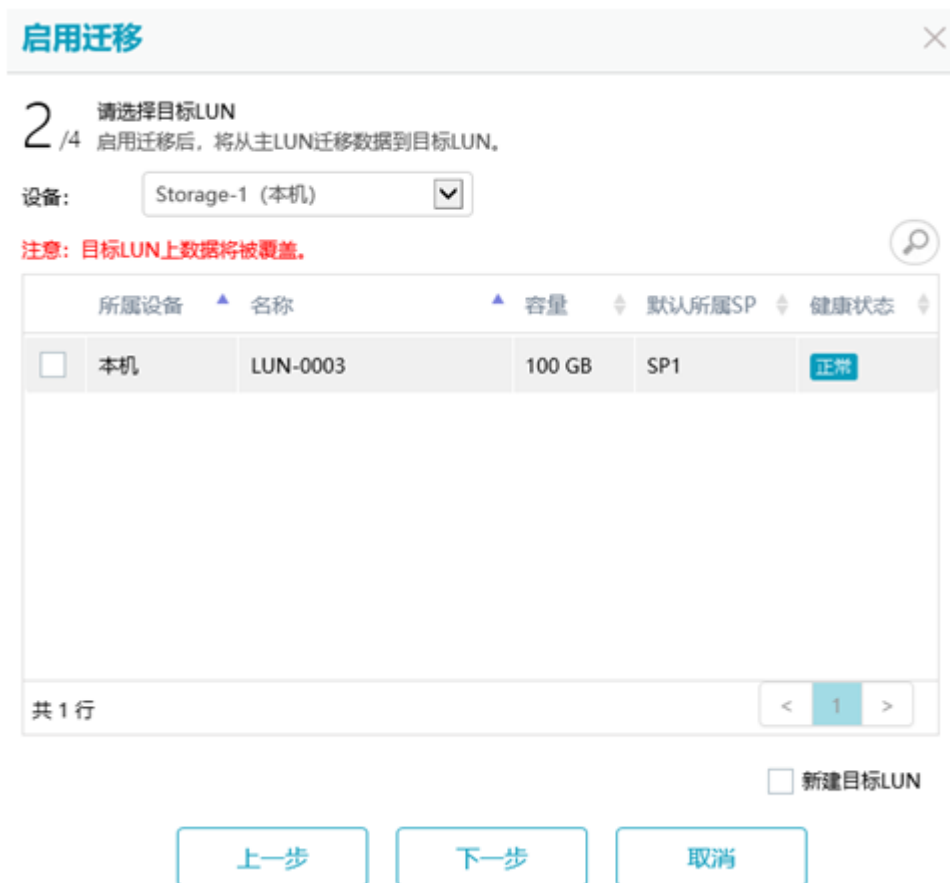 启用迁移
2/4
请选择目标LUN
启用迁移后，将从主LUN迁移数据到目标LUN。
设备： Storage-1（本机）
注意：目标LUN上数据将被覆盖。
所属设备 名称 容量 默认所属SP 健康状态
本机 LUN-0003 100 GB SP1 正常
共 1 行 < 1 >
新建目标LUN
上一步 下一步 取消